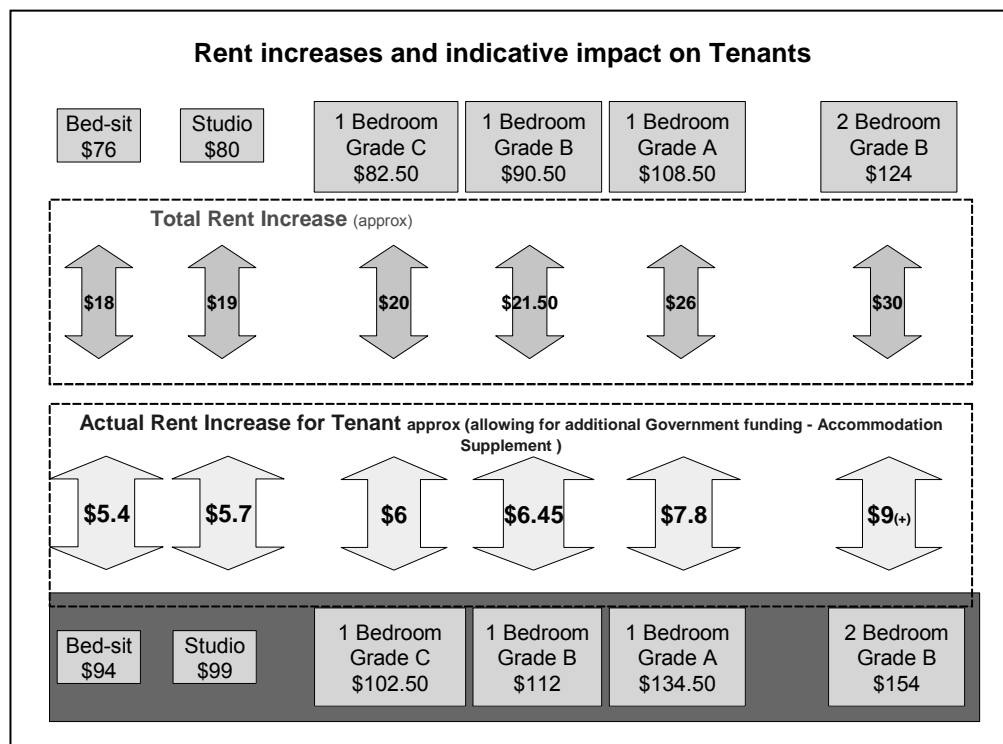 Rent increases and indicative impact on Tenants
Bed-sit
$76
Studio
$80
1 Bedroom
Grade C
$82.50
1 Bedroom
Grade B
$90.50
1 Bedroom
Grade A
$108.50
2 Bedroom
Grade B
$124
Total Rent Increase (approx)
$18
$19
$20
$21.50
$26
$30
Actual Rent Increase for Tenant approx (allowing for additional Government funding - Accommodation
Supplement )
$5.4
$5.7
$6
$6.45
$7.8
$9(+)
Bed-sit
$94
Studio
$99
1 Bedroom
Grade C
$102.50
1 Bedroom
Grade B
$112
1 Bedroom
Grade A
$134.50
2 Bedroom
Grade B
$154